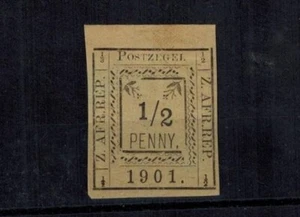 POSTZEGEL
Z. AFR. REP.
1/2
PENNY.
Z. AFR. REP.
1901.